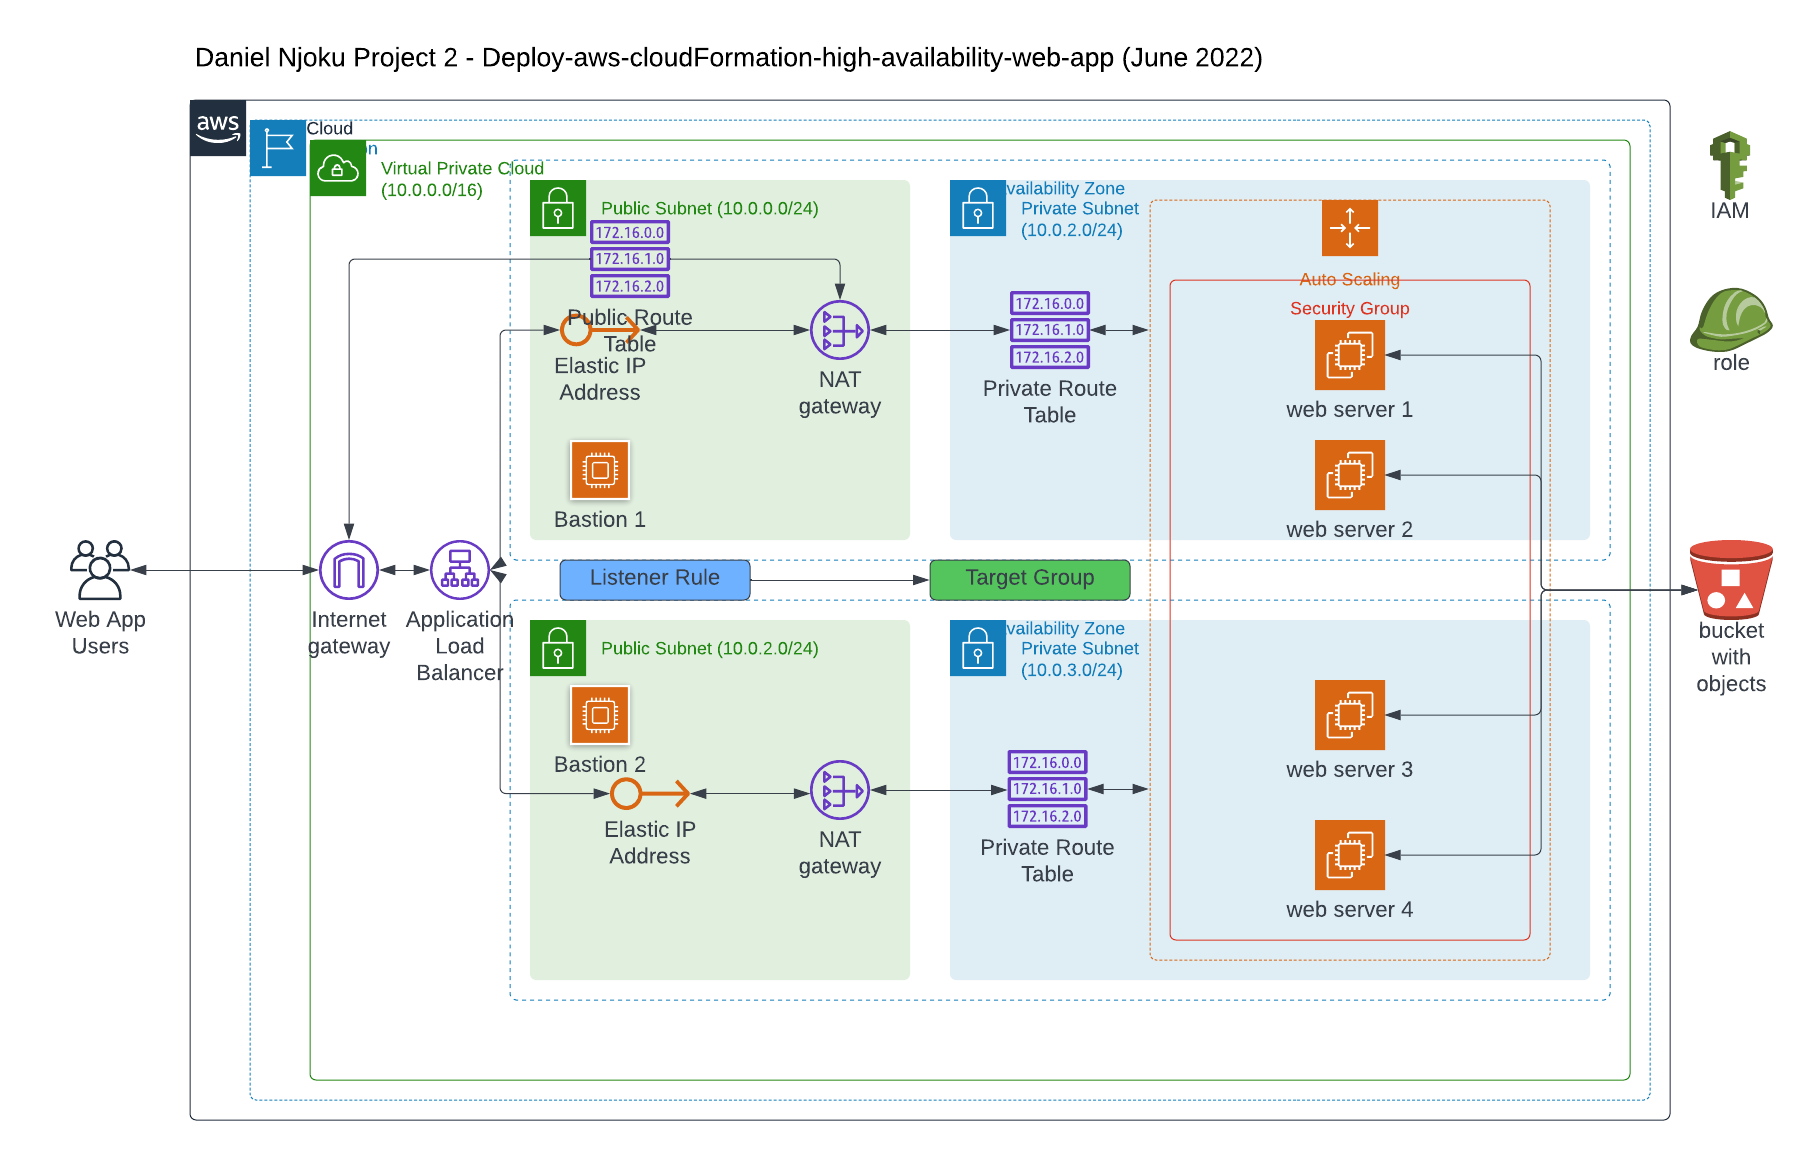 Daniel Njoku Project 2 - Deploy-aws-cloudFormation-high-availability-web-app (June 2022)
aws
Cloud
Virtual Private Cloud
(10.0.0.0/16)
Public Subnet (10.0.0.0/24)
172.16.0.0
172.16.1.0
172.16.2.0
Public Route
Table
Elastic IP
Address
NAT
gateway
Bastion 1
vailability Zone
Private Subnet
(10.0.2.0/24)
172.16.0.0
172.16.1.0
172.16.2.0
Private Route
Table
Auto Scaling
Security Group
web server 1
web server 2
IAM
role
Web App
Users
Internet
gateway
Application
Load
Balancer
Listener Rule
Target Group
bucket
with
objects
Public Subnet (10.0.2.0/24)
Bastion 2
Elastic IP
Address
NAT
gateway
vailability Zone
Private Subnet
(10.0.3.0/24)
172.16.0.0
172.16.1.0
172.16.2.0
Private Route
Table
web server 3
web server 4